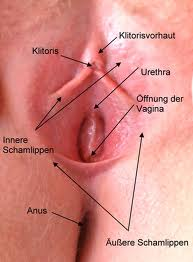 Klitorisvorhaut
Klitoris
Urethra
Öffnung der
Vagina
Innere
Schamlippen
Anus
Äußere Schamlippen